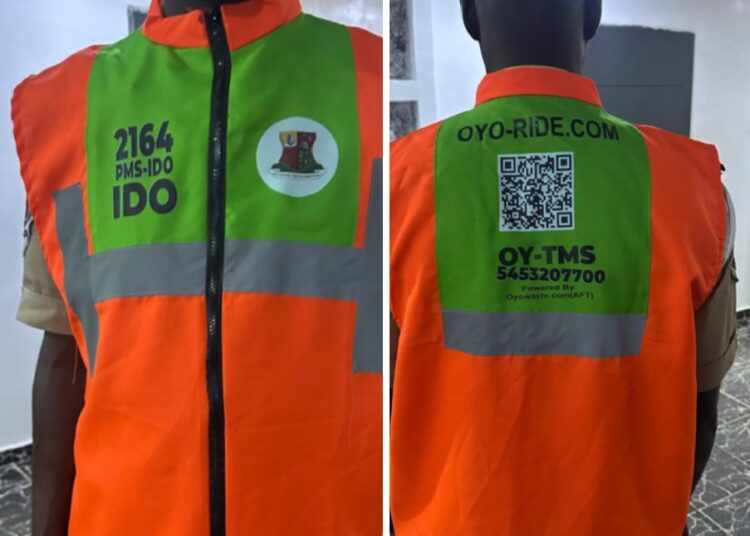 2164
PMS-IDO
IDO
OYO-RIDE.COM
OY-TMS
5453207700
Powered By:
Oyowaste.com(AFT)